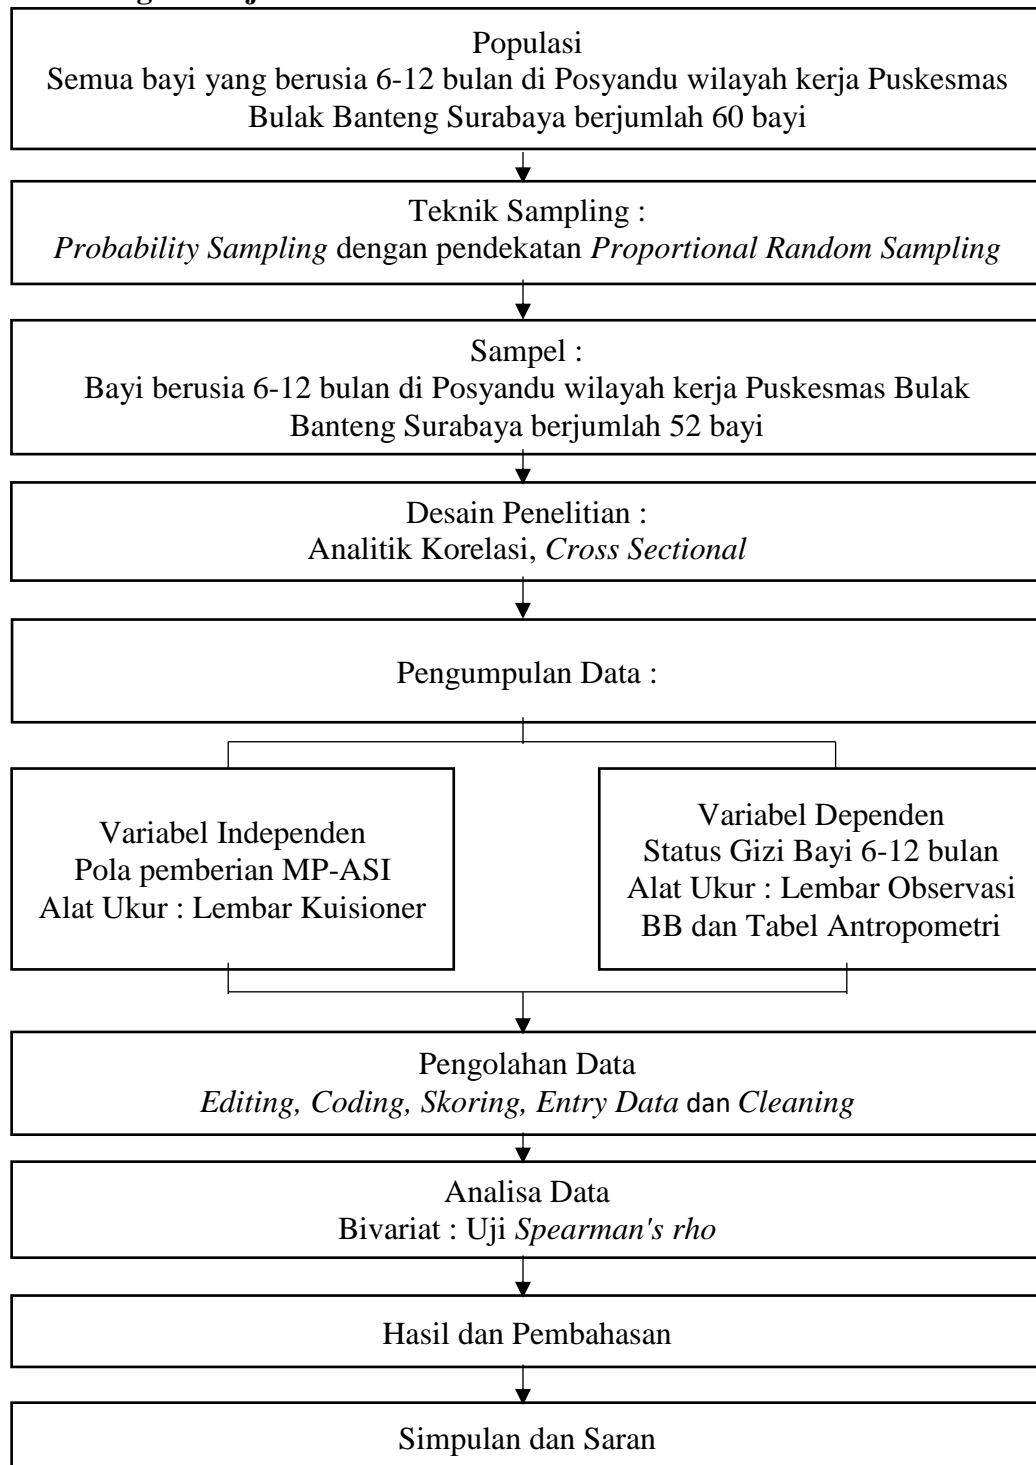 Populasi
Semua bayi yang berusia 6-12 bulan di Posyandu wilayah kerja Puskesmas
Bulak Banteng Surabaya berjumlah 60 bayi
Teknik Sampling :
Probability Sampling dengan pendekatan Proportional Random Sampling
Sampel :
Bayi berusia 6-12 bulan di Posyandu wilayah kerja Puskesmas Bulak
Banteng Surabaya berjumlah 52 bayi
Desain Penelitian :
Analitik Korelasi, Cross Sectional
Pengumpulan Data :
Variabel Independen
Pola pemberian MP-ASI
Alat Ukur : Lembar Kuisioner
Variabel Dependen
Status Gizi Bayi 6-12 bulan
Alat Ukur : Lembar Observasi
BB dan Tabel Antropometri
Pengolahan Data
Editing, Coding, Skoring, Entry Data dan Cleaning
Analisa Data
Bivariat : Uji Spearman's rho
Hasil dan Pembahasan
Simpulan dan Saran